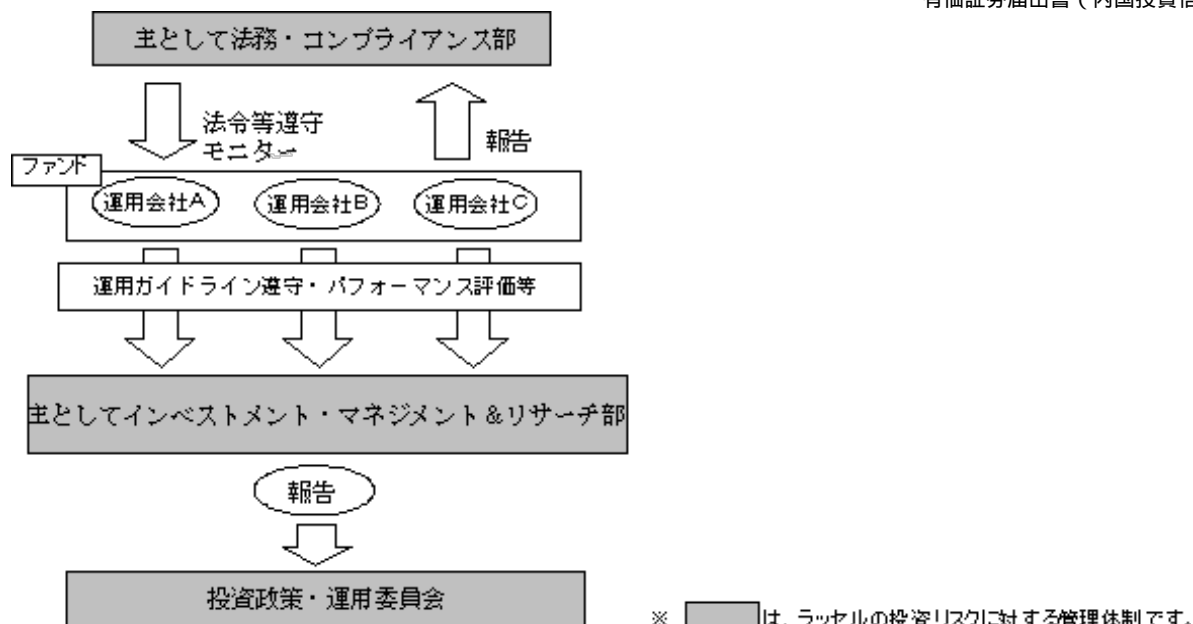 有価証券届出書(内国投資信
主として法務・コンプライアンス部
法令等遵守
モニター
報告
ファンド
運用会社A
運用会社B
運用会社C
運用ガイドライン遵守・パフォーマンス評価等
主としてインベストメント・マネジメント&リサーチ部
報告
投資政策・運用委員会
※ は、ラッセルの投資リスクに対する管理体制です。